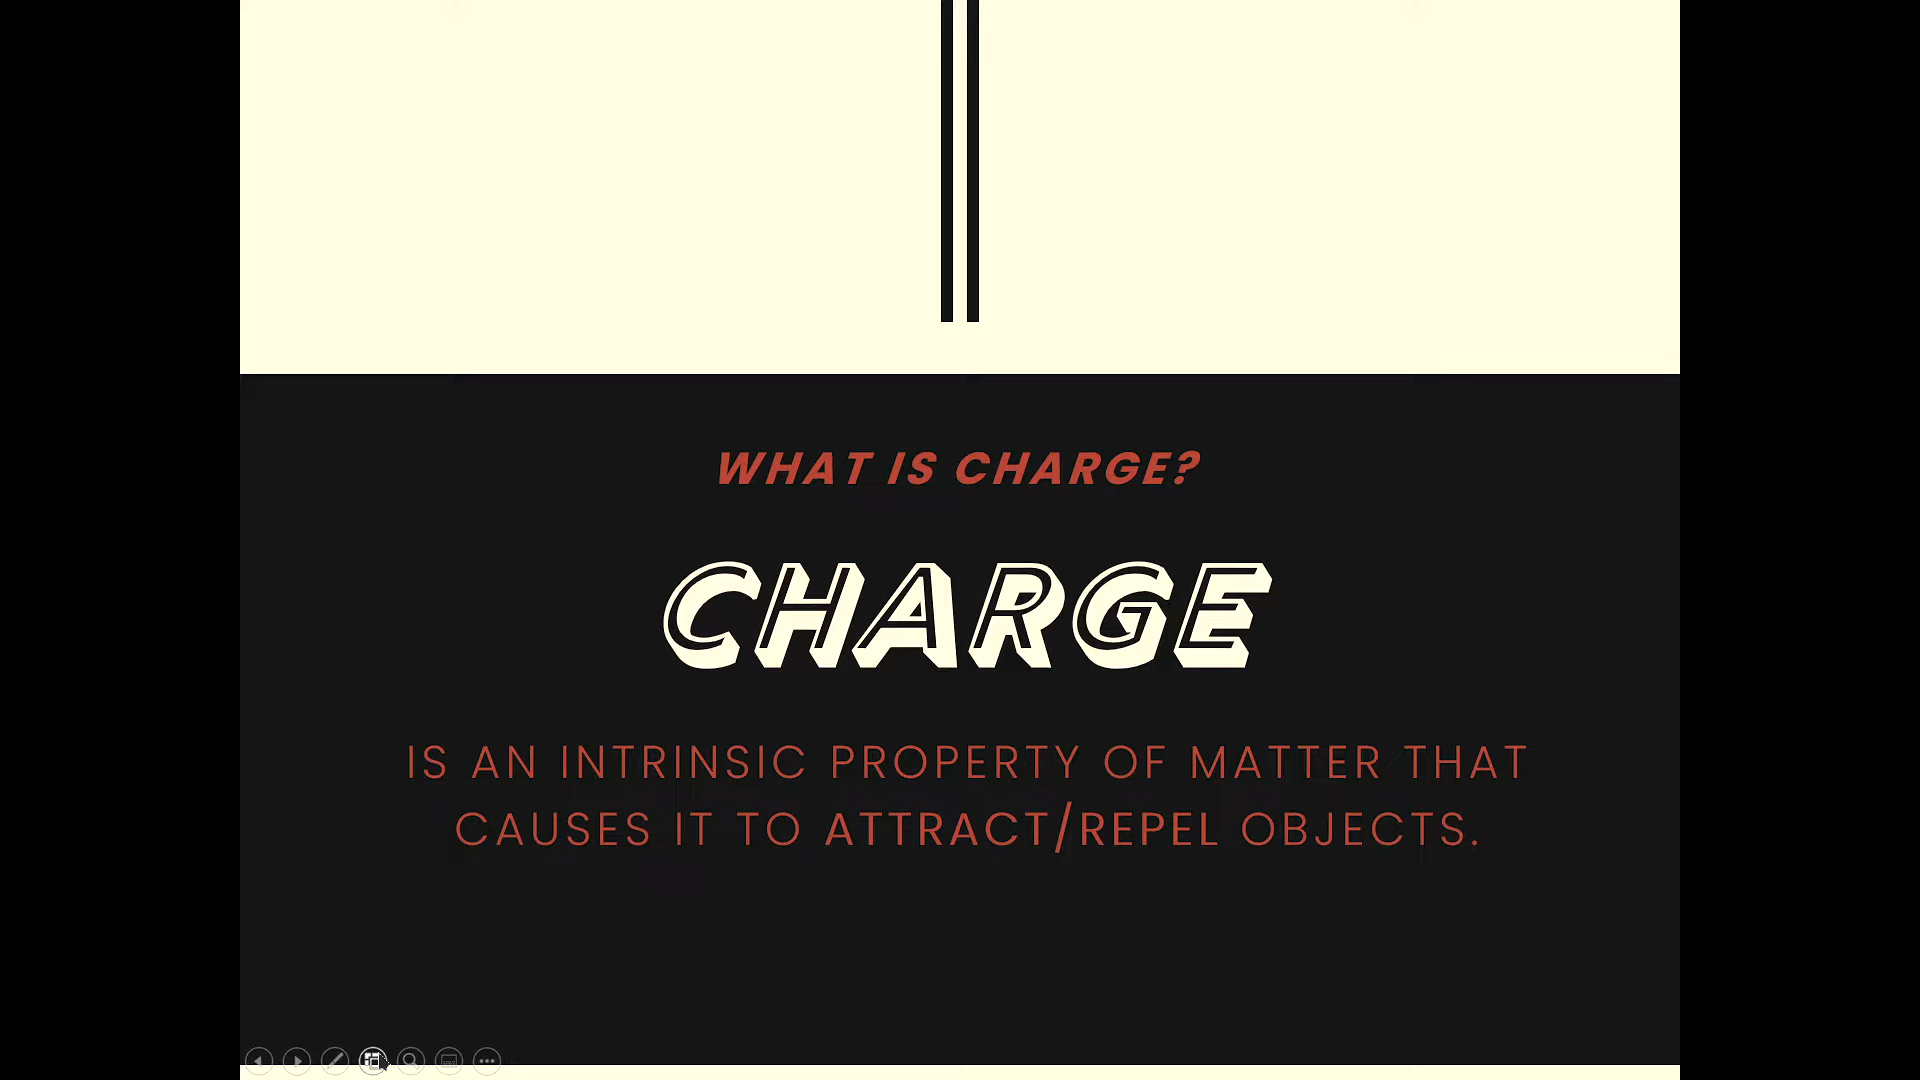 WHAT IS CHARGE?
CHARGE
IS AN INTRINSIC PROPERTY OF MATTER THAT
CAUSES IT TO ATTRACT/REPEL OBJECTS.